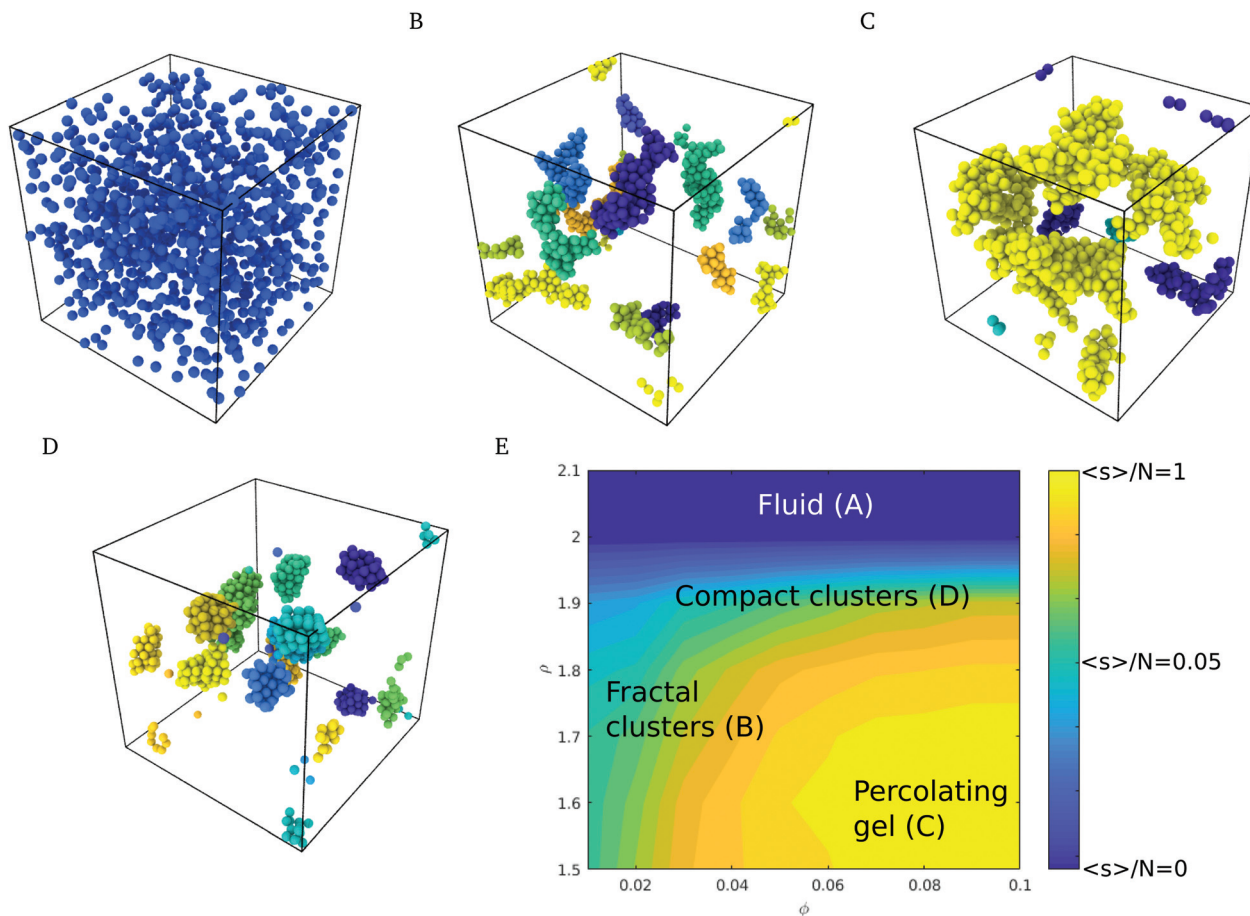 B
C
D
E
2.1
2
1.9
1.8
1.7
1.6
1.5
ρ
Fluid (A)
Compact clusters (D)
Fractal
clusters (B)
Percolating
gel (C)
0.02
0.04
0.06
0.08
0.1
ϕ
<s>/N=1
<s>/N=0.05
<s>/N=0